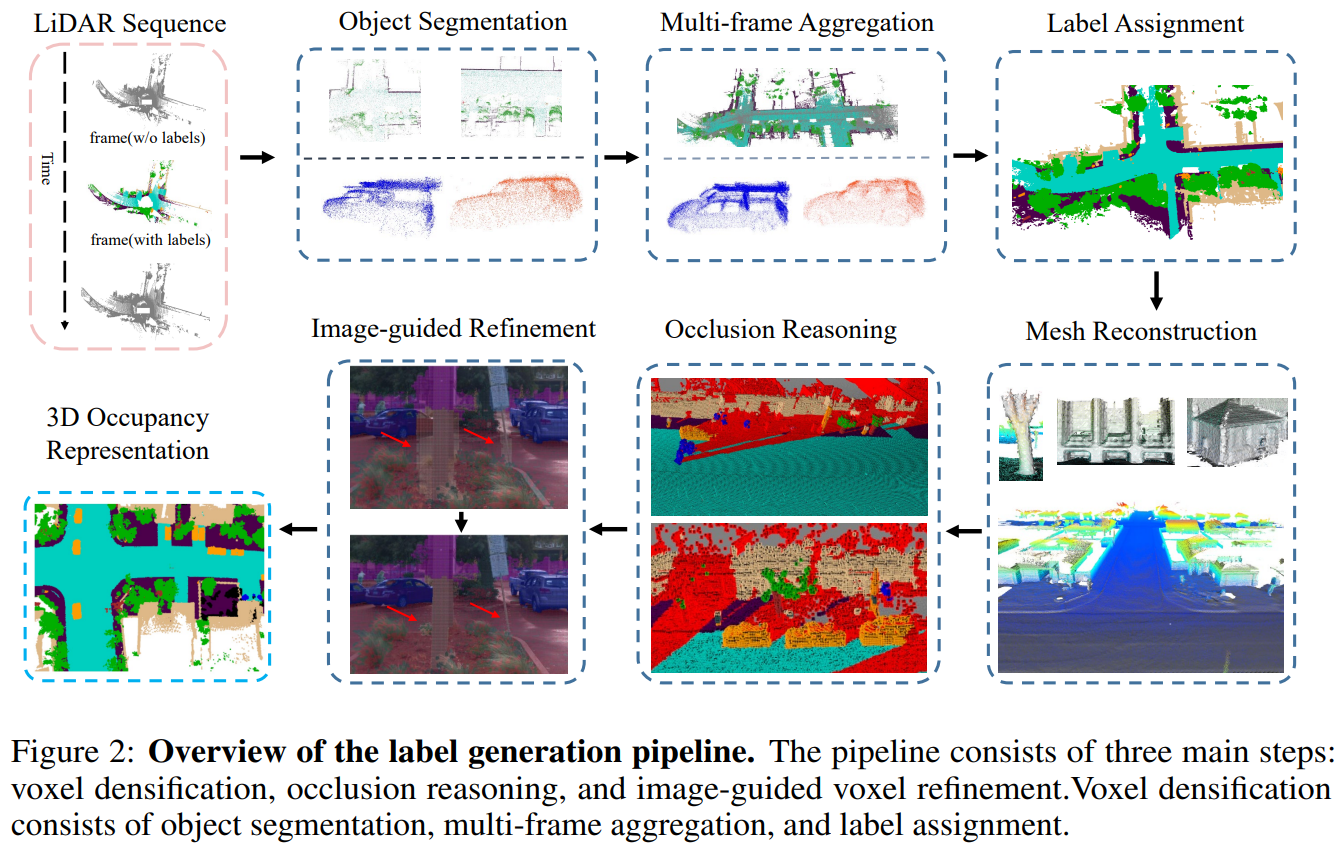 LiDAR Sequence
Object Segmentation
Multi-frame Aggregation
Label Assignment
Time
frame(w/o labels)
frame(with labels)
Mesh Reconstruction
Occlusion Reasoning
Image-guided Refinement
3D Occupancy
Representation
Figure 2: Overview of the label generation pipeline. The pipeline consists of three main steps:
voxel densification, occlusion reasoning, and image-guided voxel refinement.Voxel densification
consists of object segmentation, multi-frame aggregation, and label assignment.